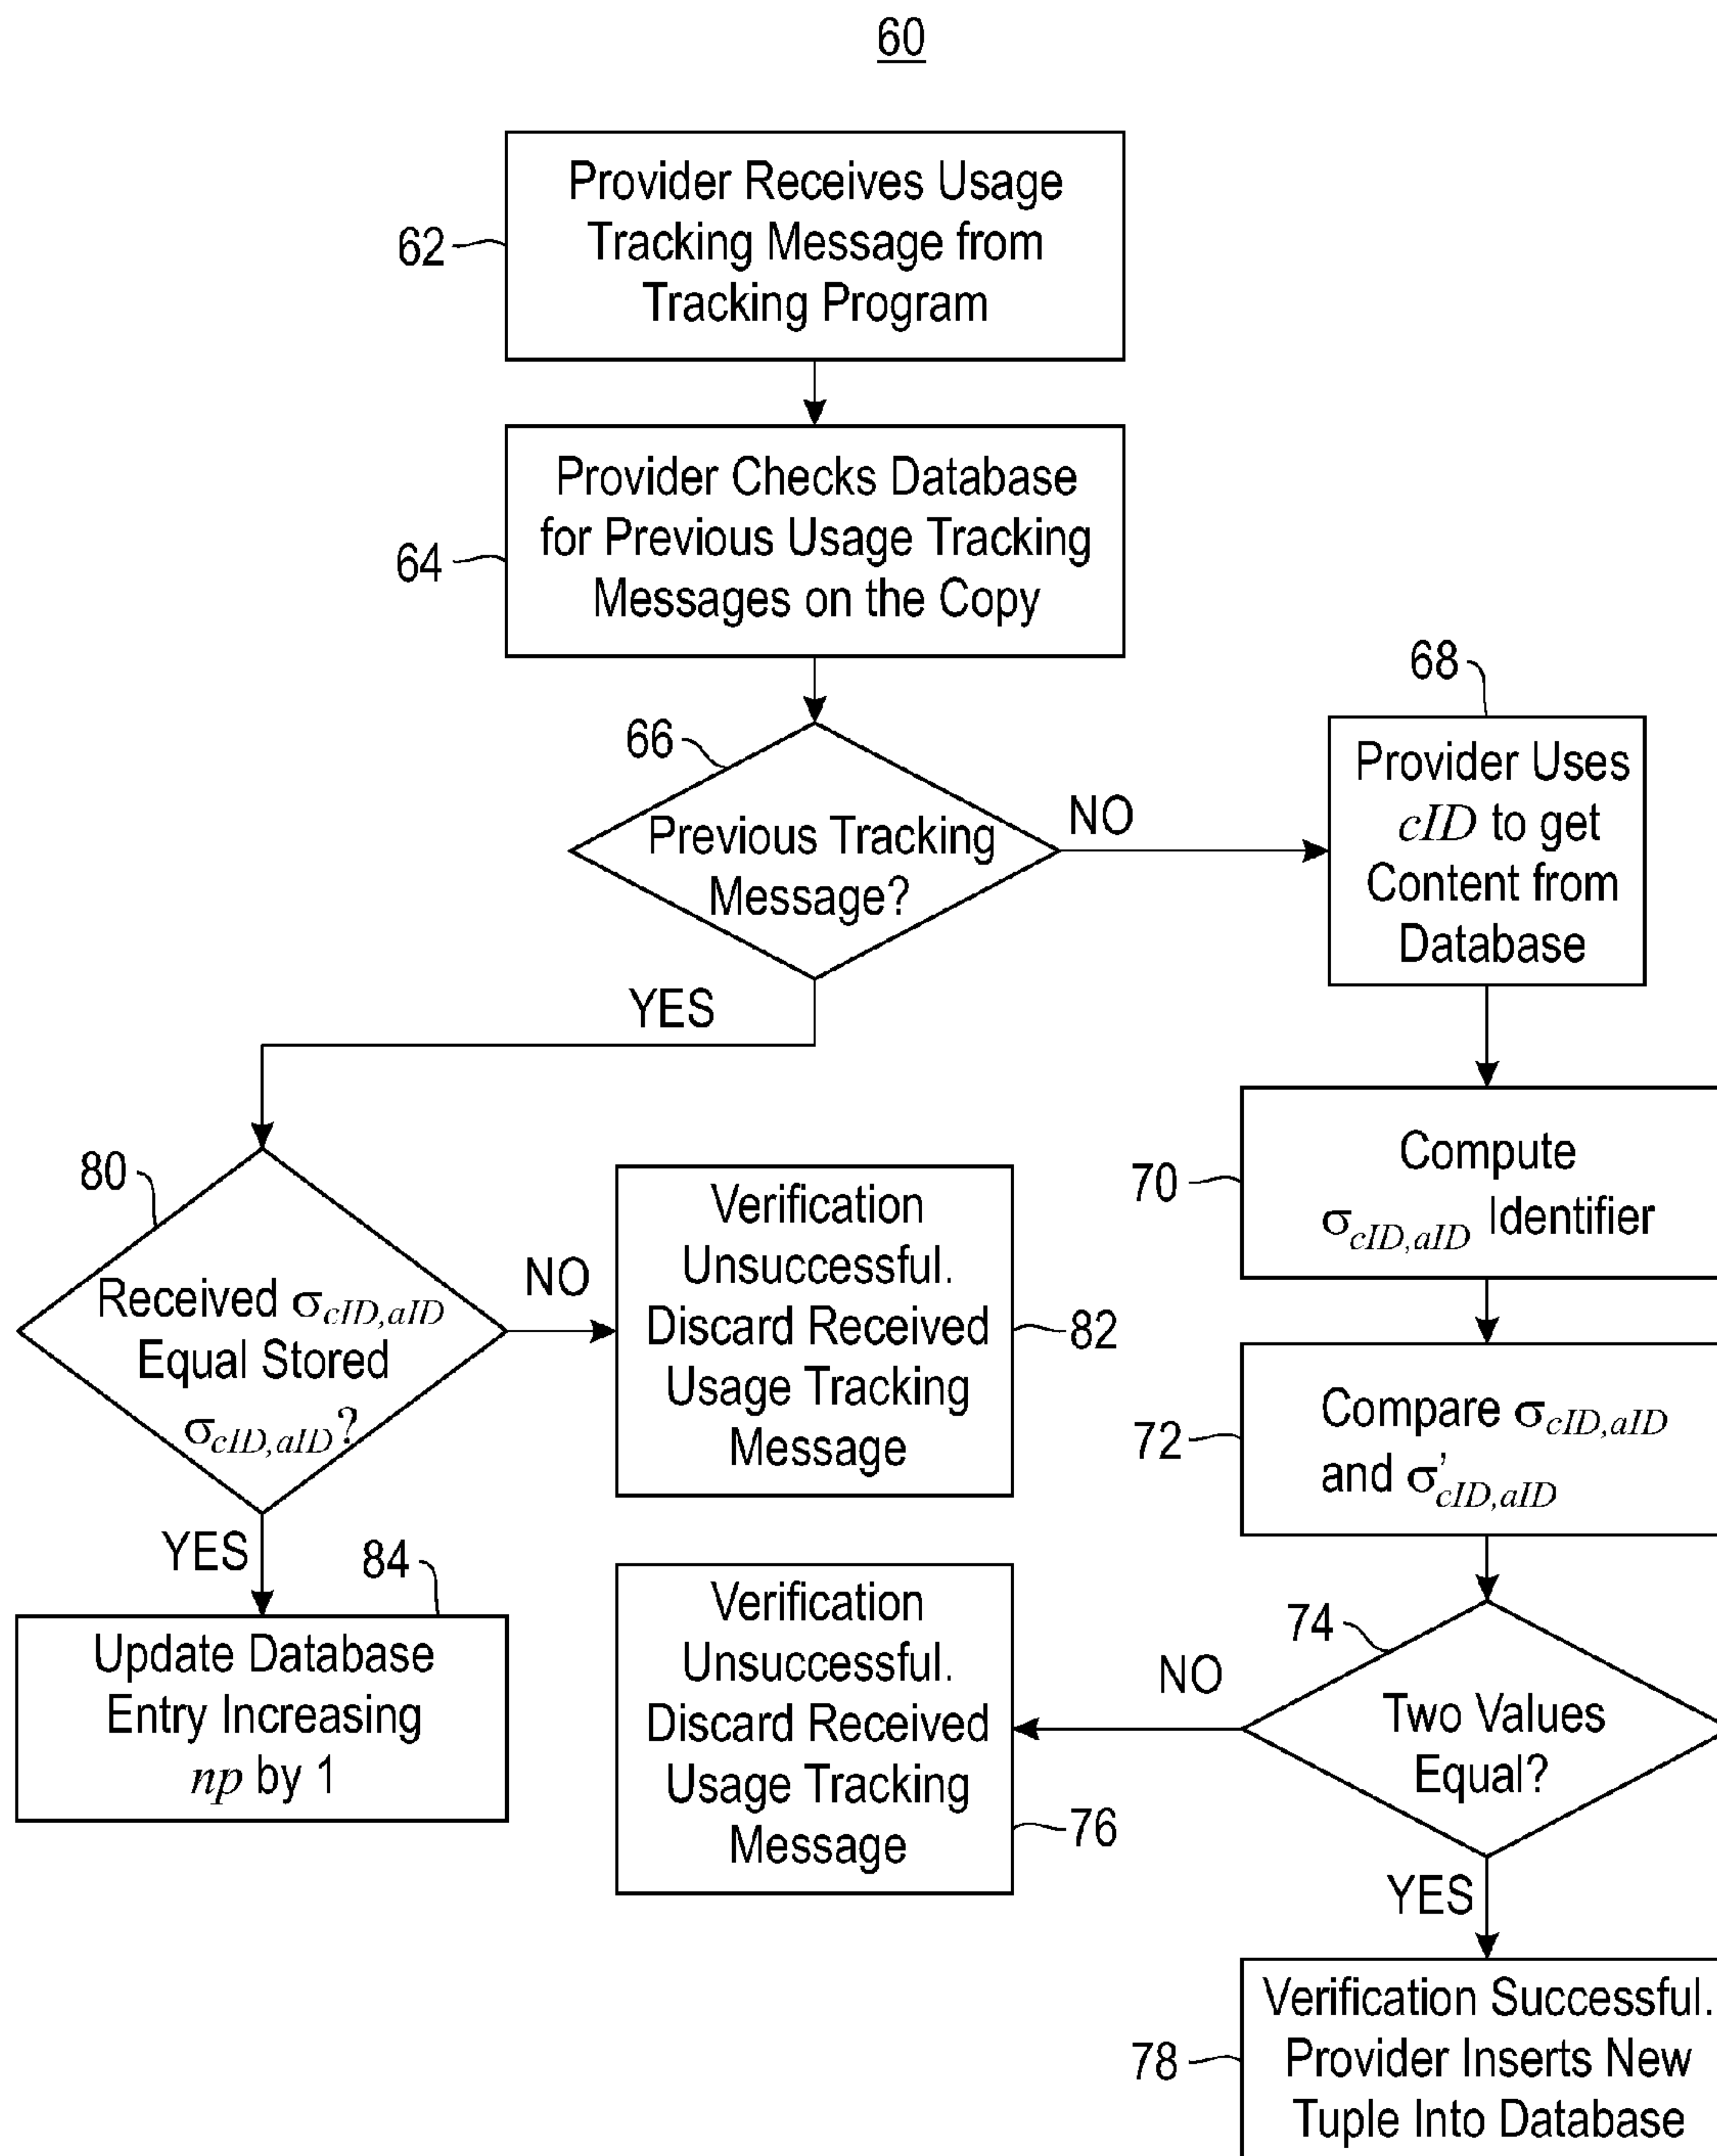 60
62
Provider Receives Usage
Tracking Message from
Tracking Program
64
Provider Checks Database
for Previous Usage Tracking
Messages on the Copy
66
Previous Tracking
Message?
NO
YES
68
Provider Uses
cID to get
Content from
Database
70
Compute
σcID,aID Identifier
72
Compare σcID,aID
and σ'cID,aID
74
Two Values
Equal?
NO
YES
76
Verification
Unsuccessful.
Discard Received
Usage Tracking
Message
78
Verification Successful.
Provider Inserts New
Tuple Into Database
80
Received σcID,aID
Equal Stored
σcID,aID?
NO
YES
82
Verification
Unsuccessful.
Discard Received
Usage Tracking
Message
84
Update Database
Entry Increasing
np by 1